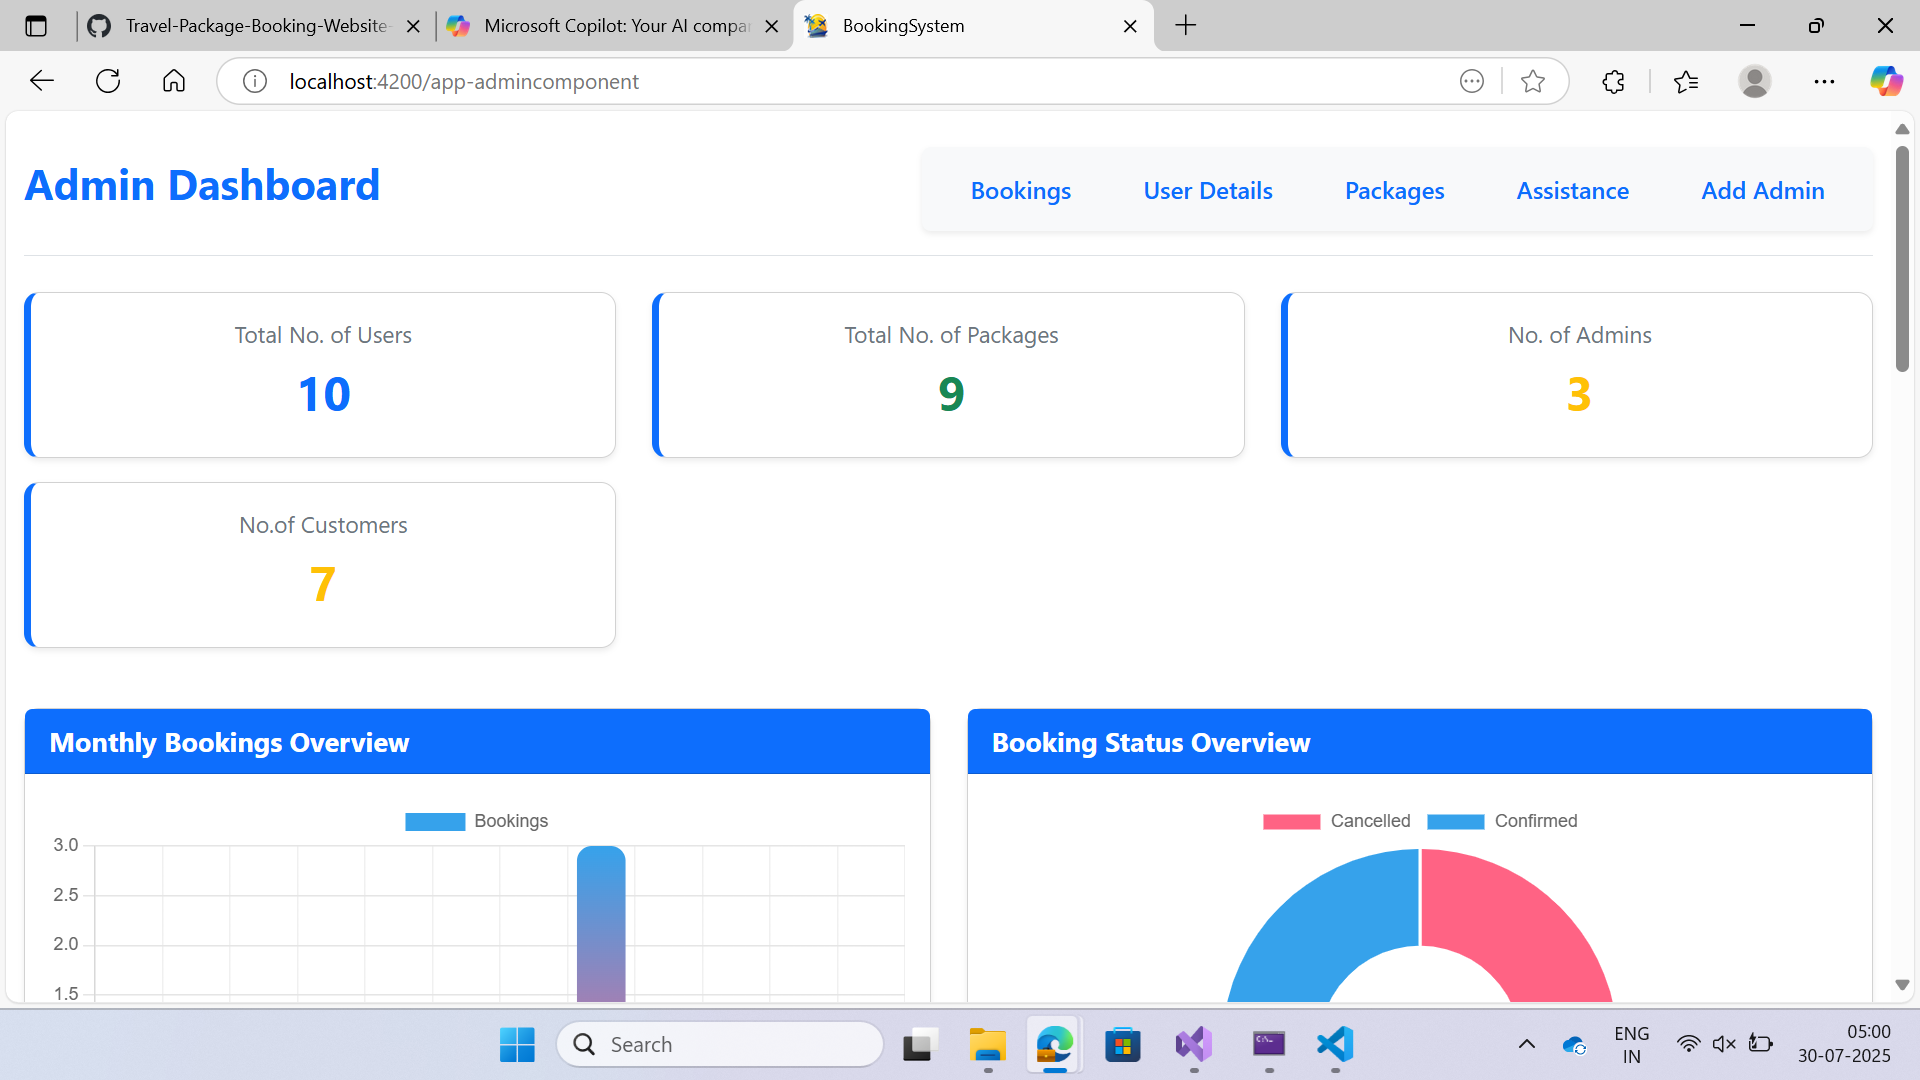 Travel-Package-Booking-Website-
Microsoft Copilot: Your AI compan
BookingSystem
localhost:4200/app-admincomponent
Admin Dashboard
Bookings
User Details
Packages
Assistance
Add Admin
Total No. of Users
10
Total No. of Packages
9
No. of Admins
3
No.of Customers
7
Monthly Bookings Overview
Bookings
3.0
2.5
2.0
1.5
Booking Status Overview
Cancelled
Confirmed
Search
ENG
IN
05:00
30-07-2025